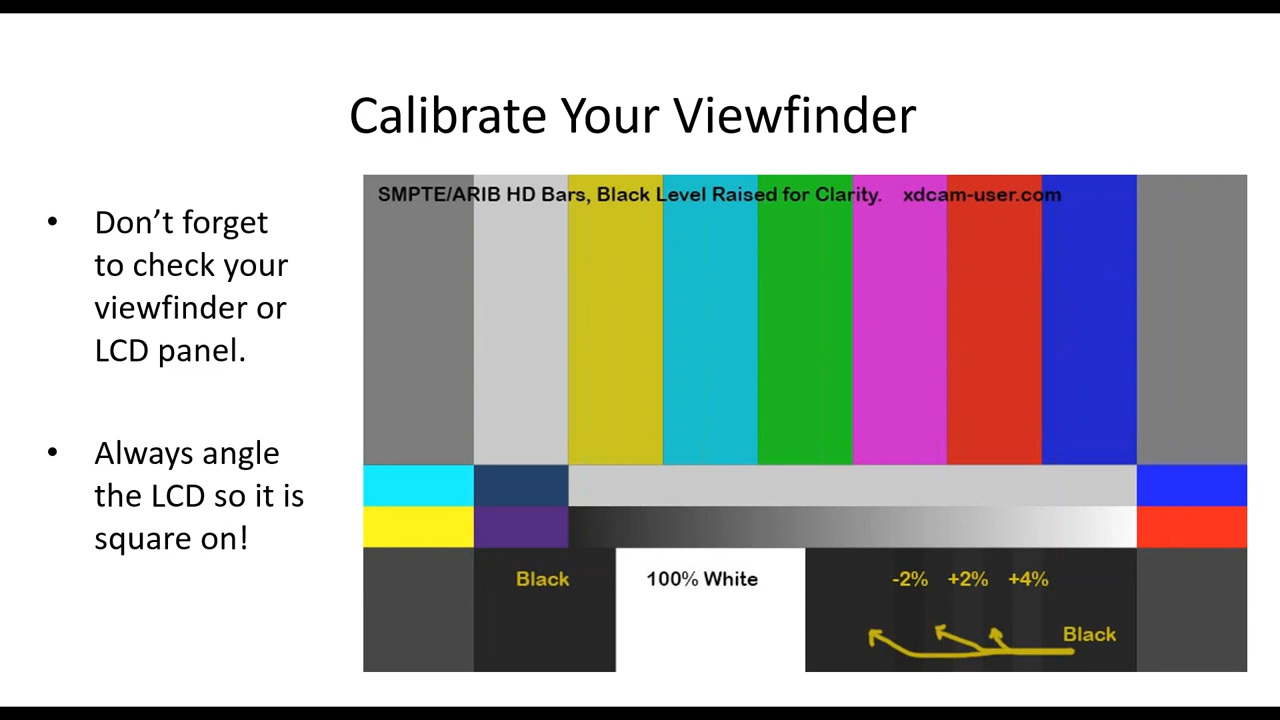 Calibrate Your Viewfinder
• Don’t forget
to check your
viewfinder or
LCD panel.
• Always angle
the LCD so it is
square on!
SMPTE/ARIB HD Bars, Black Level Raised for Clarity. xdcam-user.com
Black
100% White
-2% +2% +4%
Black